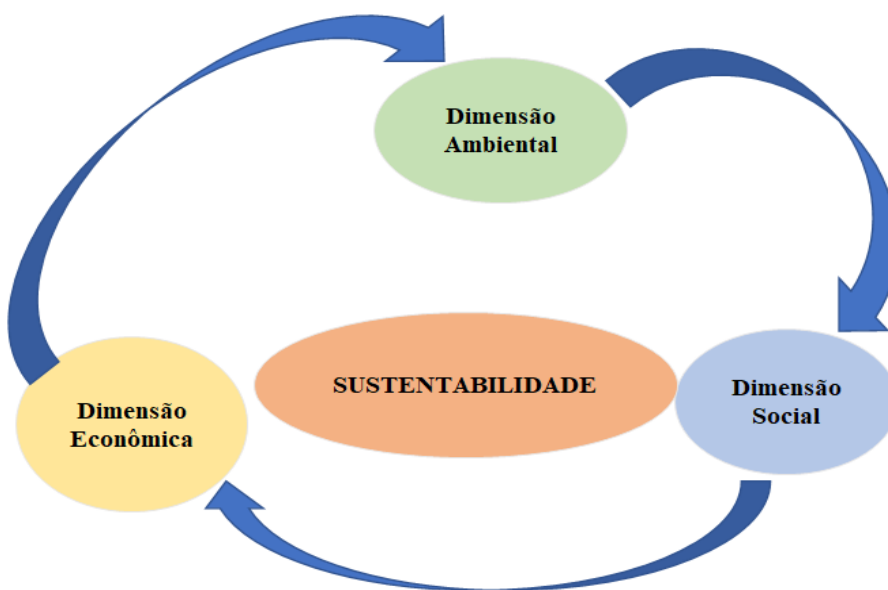 Dimensão
Ambiental
SUSTENTABILIDADE
Dimensão
Social
Dimensão
Econômica